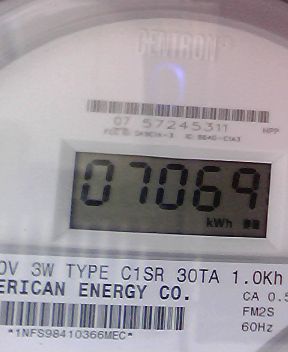 CENTRON®
07 57245311
HPP
07069
kWh
0V 3W TYPE C1SR 30TA 1.0Kh
ERICAN ENERGY CO.
CA 0.5
FM2S
60Hz
*1NFS98410366MEC*